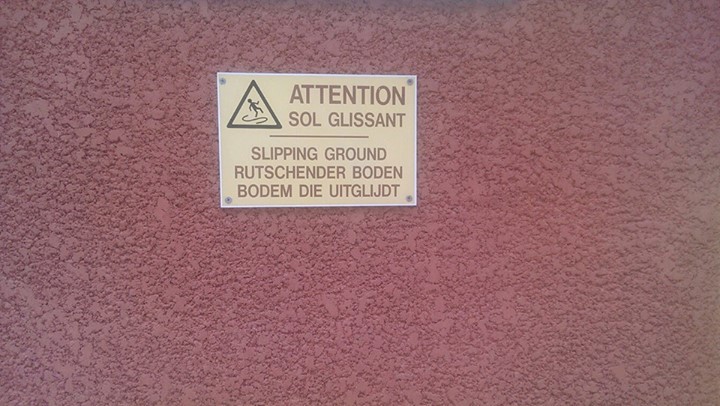 ATTENTION
SOL GLISSANT
SLIPPING GROUND
RUTSCHENDER BODEN
BODEM DIE UITGLIJDT